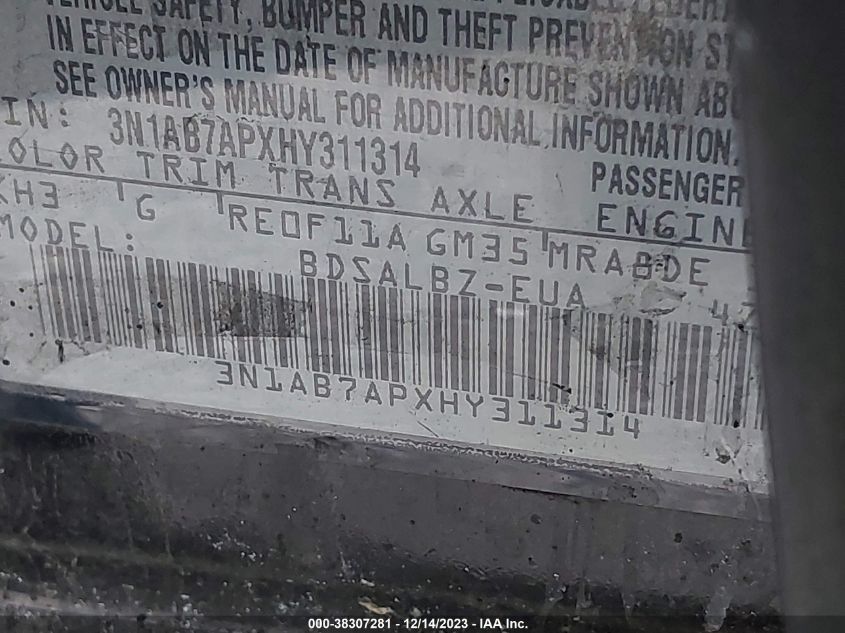 VEHICLE SAFETY, BUMPER AND THEFT PREVENTION
IN EFFECT ON THE DATE OF MANUFACTURE SHOWN
SEE OWNER'S MANUAL FOR ADDITIONAL INFORMATION.
IN: 3N1AB7APXHY311314
PASSENGER
OLOR TRIM TRANS AXLE ENGIN
KH3 G RE0F11A GM35 MRA8DE
MODEL: BDSALBZ-EUA
3N1AB7APXHY311314
000-38307281 - 12/14/2023 - IAA Inc.